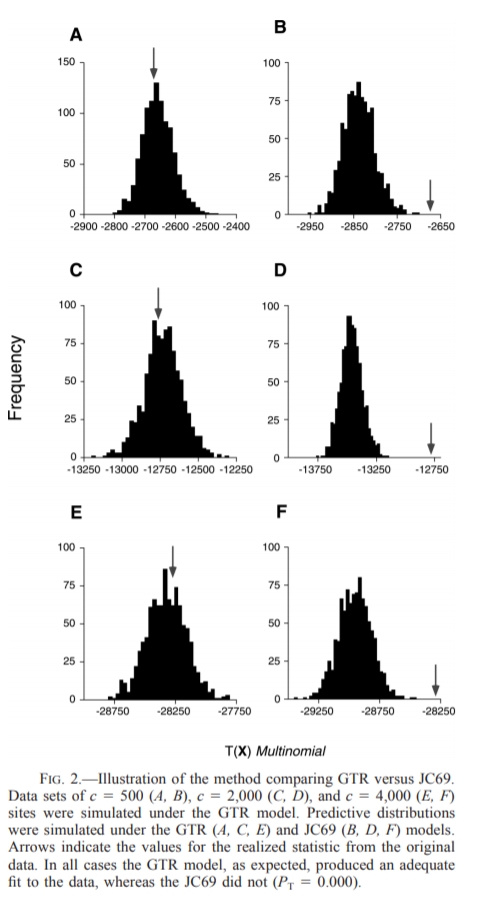 A
B
150
100
50
0
-2900 -2800 -2700 -2600 -2500 -2400
100
75
50
25
0
-2950 -2850 -2750 -2650
C
D
100
75
50
25
0
-13250 -13000 -12750 -12500 -12250
100
75
50
25
0
-13750 -13250 -12750
Frequency
E
F
100
75
50
25
0
-28750 -28250 -27750
100
75
50
25
0
-29250 -28750 -28250
T(X) Multinomial
FIG. 2.—Illustration of the method comparing GTR versus JC69.
Data sets of c = 500 (A, B), c = 2,000 (C, D), and c = 4,000 (E, F)
sites were simulated under the GTR model. Predictive distributions
were simulated under the GTR (A, C, E) and JC69 (B, D, F) models.
Arrows indicate the values for the realized statistic from the original
data. In all cases the GTR model, as expected, produced an adequate
fit to the data, whereas the JC69 did not (PT = 0.000).